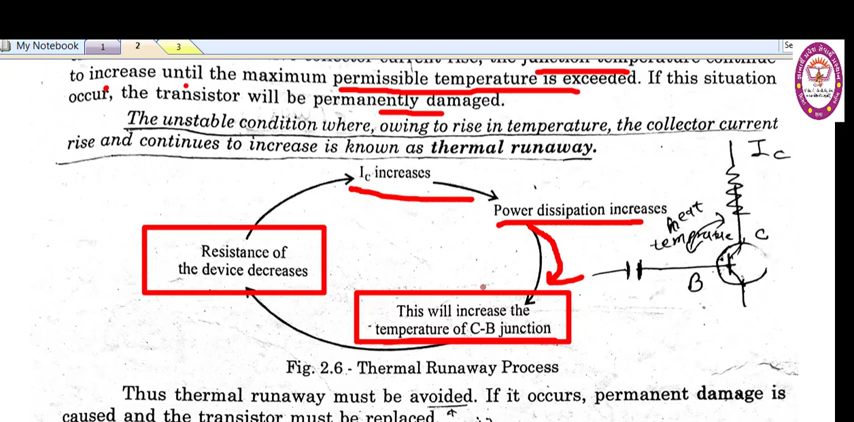 My Notebook 1 2 3 Se
to increase until the maximum permissible temperature is exceeded. If this situation
occur, the transistor will be permanently damaged.
The unstable condition where, owing to rise in temperature, the collector current
rise and continues to increase is known as thermal runaway.
Ic
Ic increases
Power dissipation increases
heat
temprature
C
B
Resistance of
the device decreases
This will increase the
temperature of C-B junction
Fig. 2.6 - Thermal Runaway Process
Thus thermal runaway must be avoided. If it occurs, permanent damage is
caused and the transistor must be replaced.